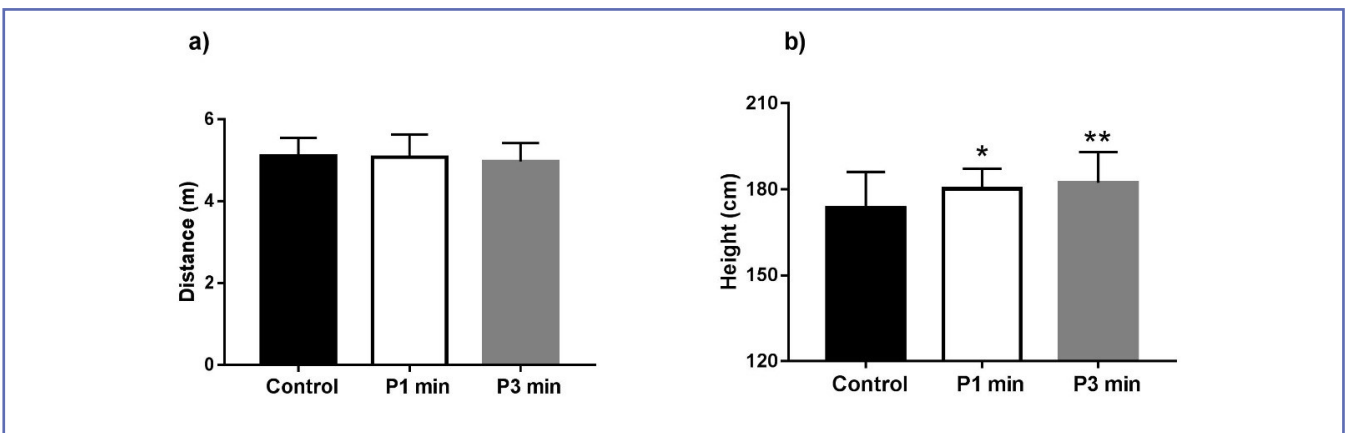 a)
Distance (m)
6
4
2
0
Control P1 min P3 min
b)
Height (cm)
210
180
150
120
*
**
Control P1 min P3 min